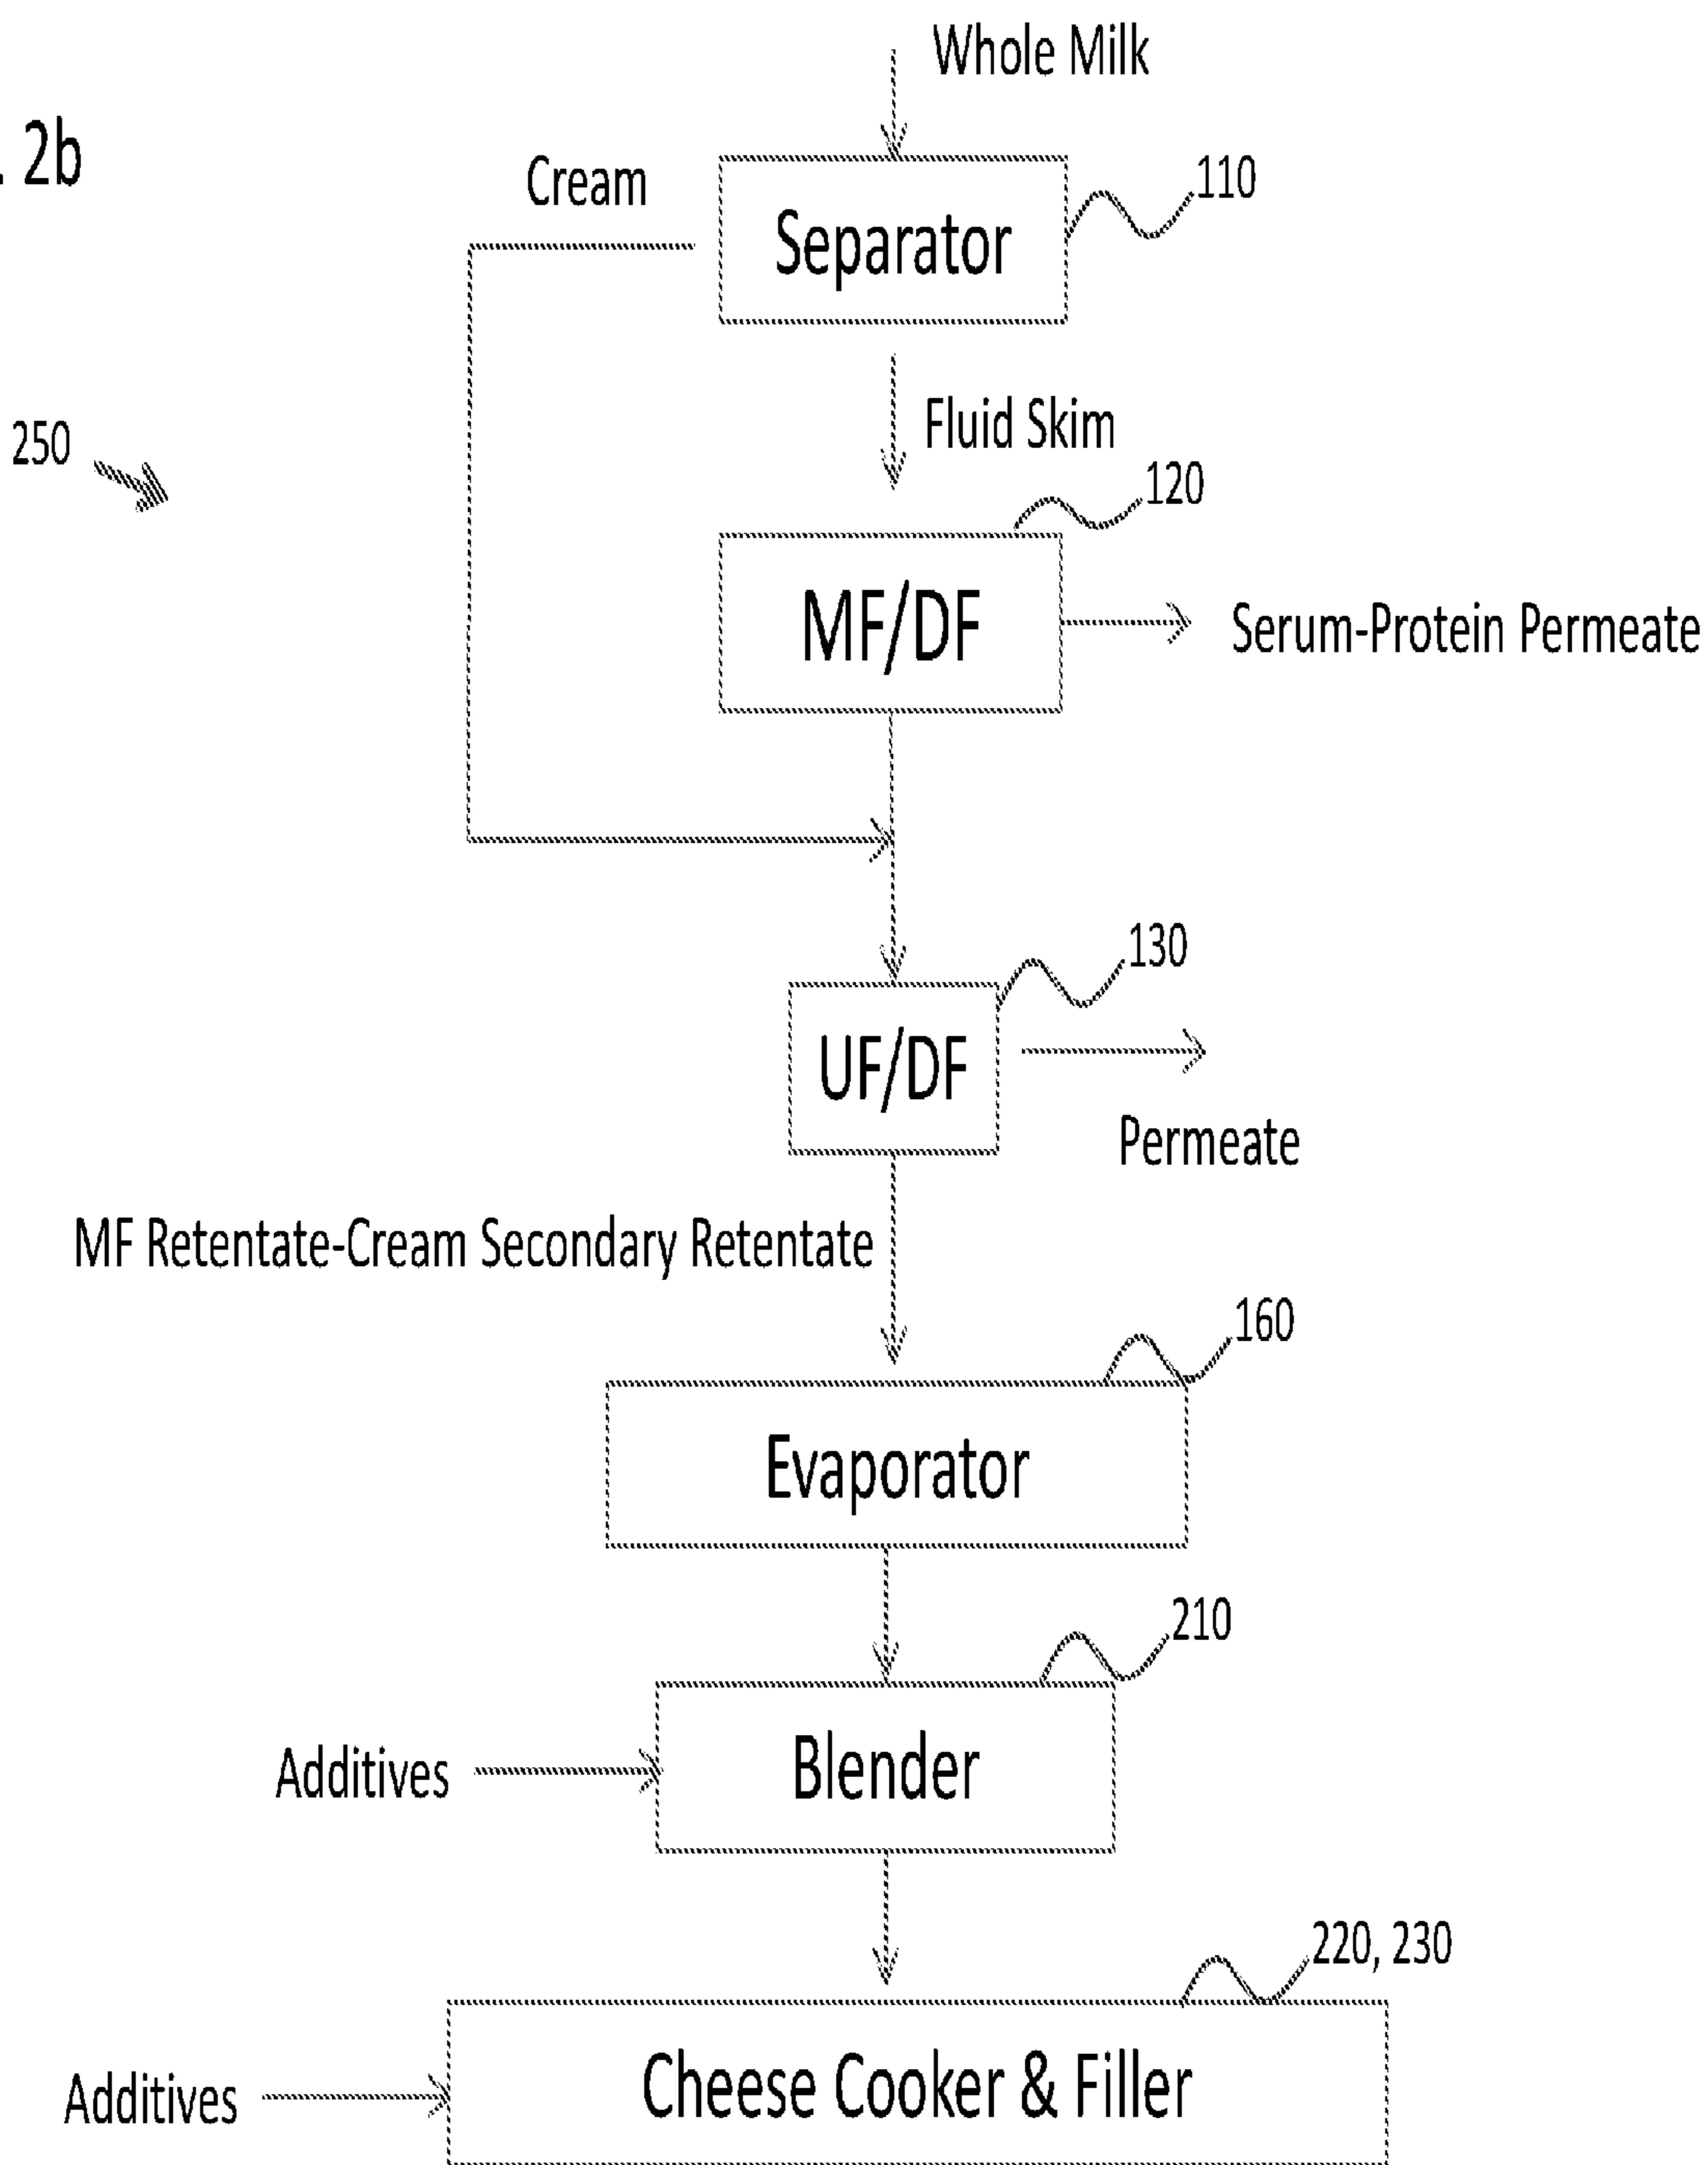 Whole Milk
. 2b
Cream
110
Separator
250
Fluid Skim
120
MF/DF
Serum-Protein Permeate
130
UF/DF
Permeate
MF Retentate-Cream Secondary Retentate
160
Evaporator
210
Additives
Blender
220, 230
Additives
Cheese Cooker & Filler